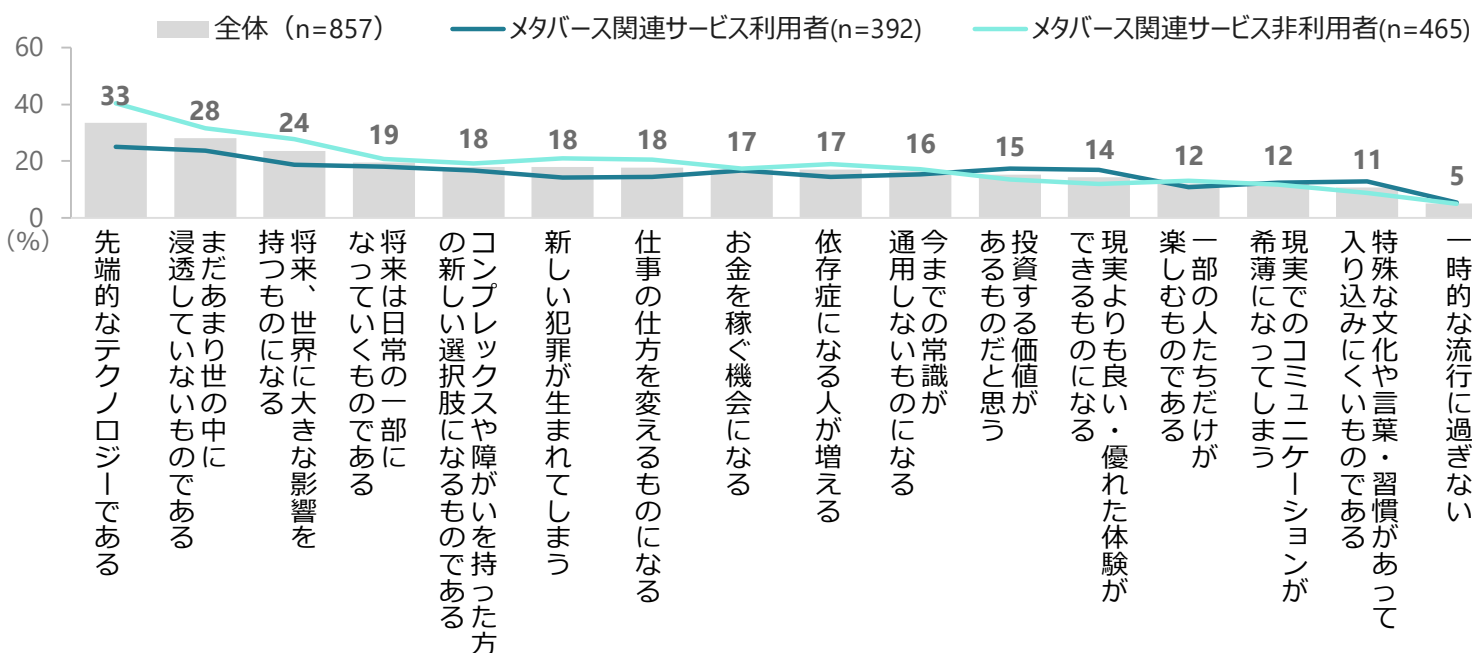 全体（n=857）
メタバース関連サービス利用者(n=392)
メタバース関連サービス非利用者(n=465)
60
40
20
0
(%)
33
28
24
19
18
18
18
17
17
16
15
14
12
12
11
5
先端的なテクノロジーである
まだあまり世の中に
浸透していないものである
将来、世界に大きな影響を
持つものになる
将来は日常の一部に
なっていくものである
コンプレックスや障がいを持った方
の新しい選択肢になるものである
新しい犯罪が生まれてしまう
仕事の仕方を変えるものになる
お金を稼ぐ機会になる
依存症になる人が増える
今までの常識が
通用しないものになる
投資する価値が
あるものだと思う
現実よりも良い・優れた体験が
できるものになる
一部の人たちだけが
楽しむものである
現実でのコミュニケーションが
希薄になってしまう
特殊な文化や言葉・習慣があって
入り込みにくいものである
一時的な流行に過ぎない